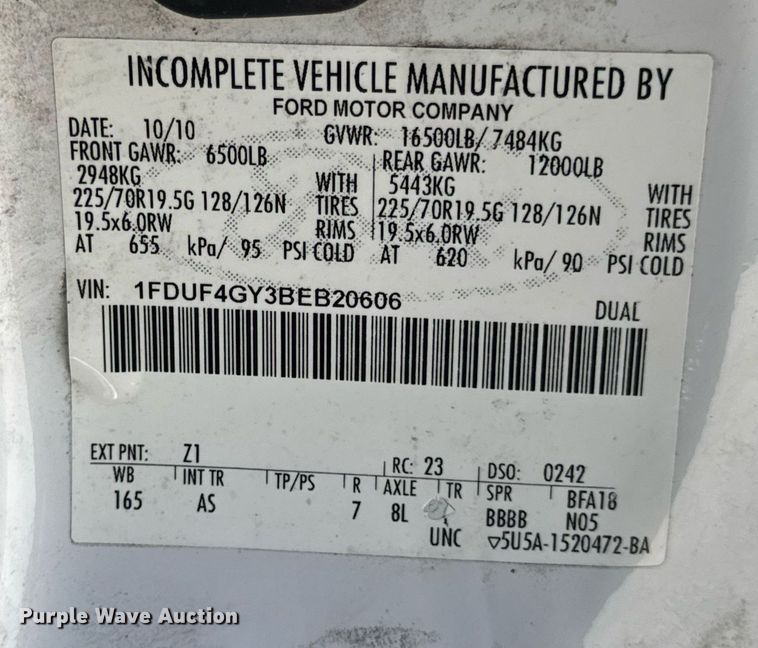 INCOMPLETE VEHICLE MANUFACTURED BY
FORD MOTOR COMPANY
DATE: 10/10 GVWR: 16500LB/ 7484KG
FRONT GAWR: 6500LB REAR GAWR: 12000LB
2948KG WITH 5443KG WITH
225/70R19.5G 128/126N TIRES 225/70R19.5G 128/126N TIRES
19.5x6.0RW RIMS 19.5x6.0RW RIMS
AT 655 kPa/ 95 PSI COLD AT 620 kPa/ 90 PSI COLD
VIN: 1FDUF4GY3BEB20606
DUAL
EXT PNT: Z1 RC: 23 DSO: 0242
WB INT TR TP/PS R AXLE TR SPR BFA18
165 AS 7 8L BBBB N05
UNC ▽5U5A-1520472-BA
Purple Wave Auction